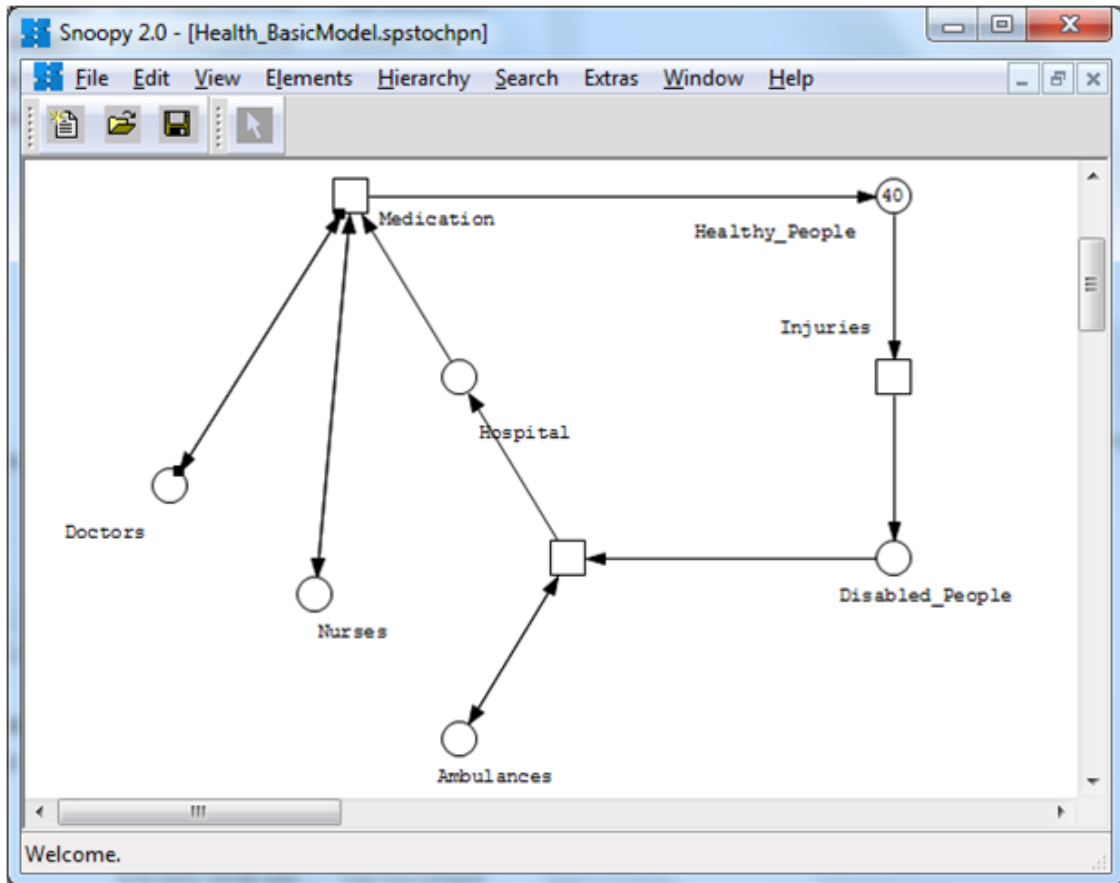 Snoopy 2.0 - [Health_BasicModel.spstochpn]
File Edit View Elements Hierarchy Search Extras Window Help
Medication
40
Healthy_People
Injuries
Hospital
Doctors
Disabled_People
Nurses
Ambulances
Welcome.